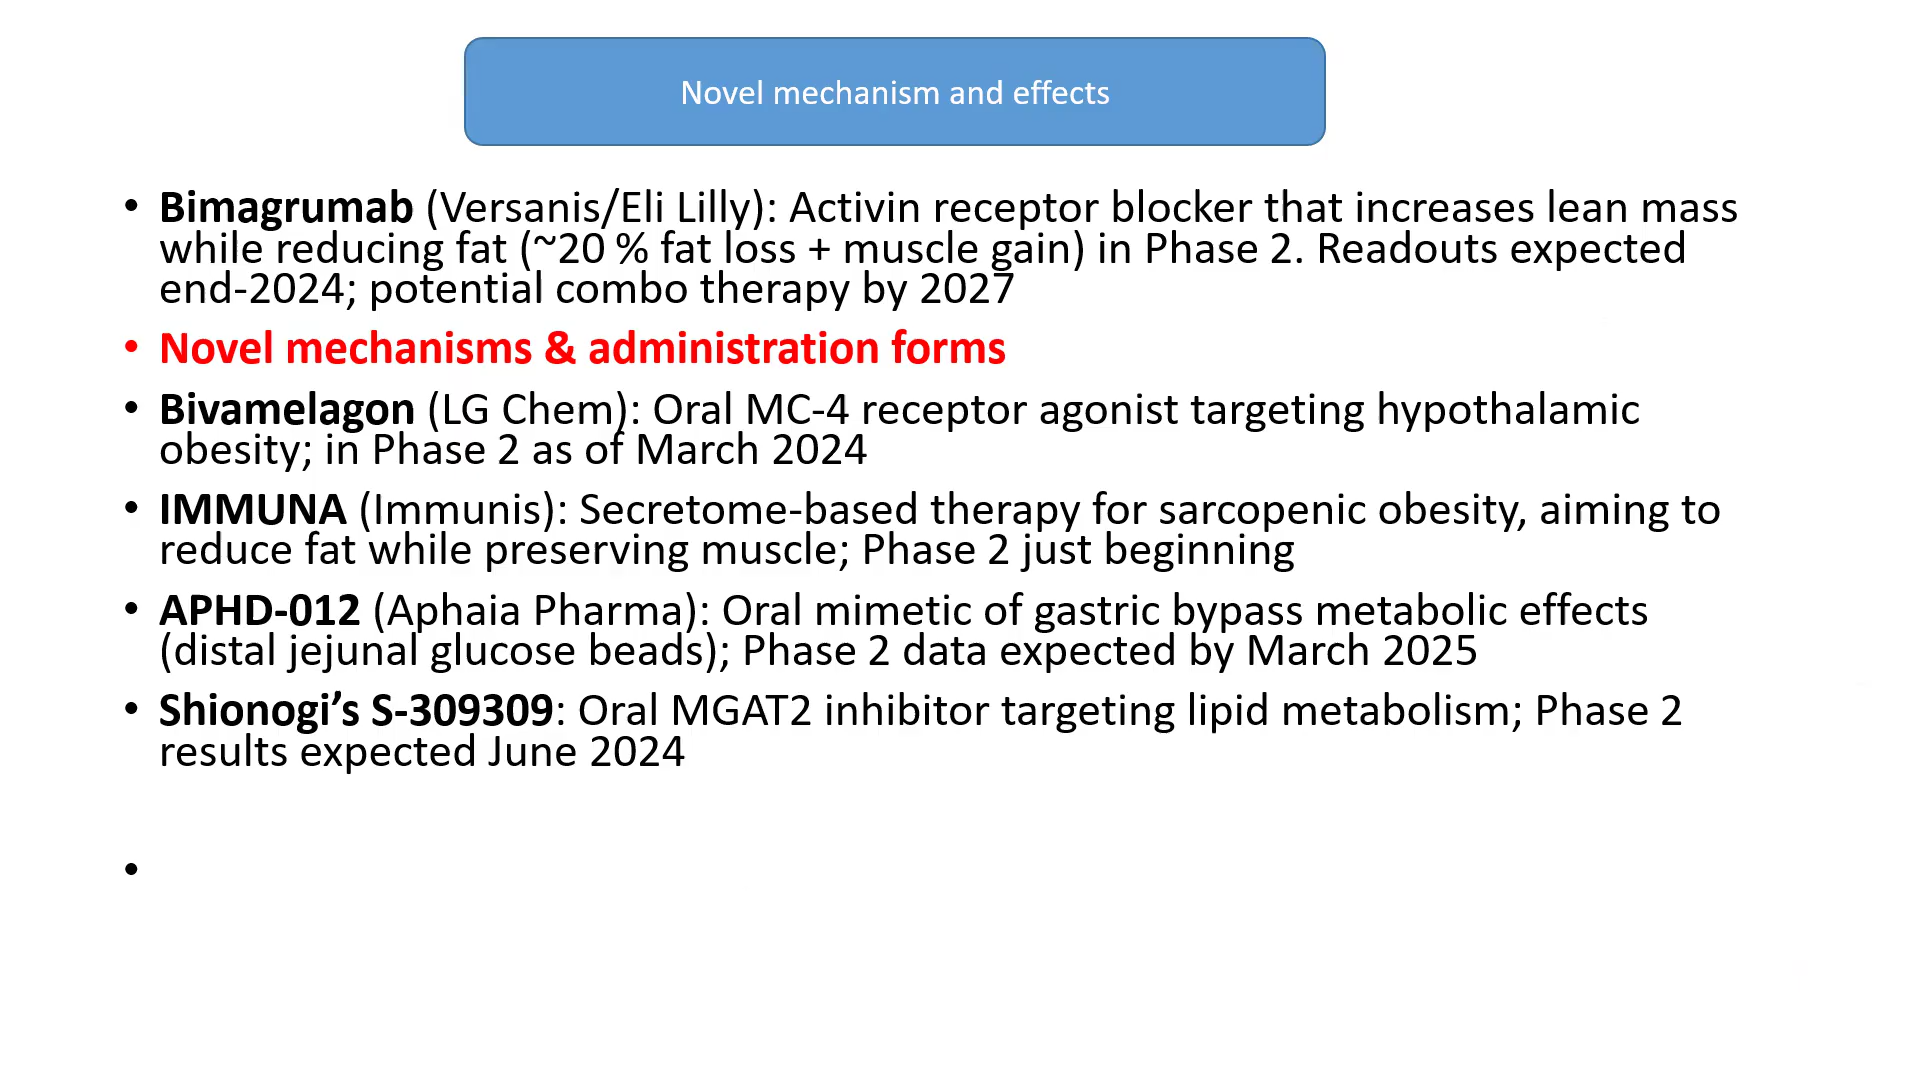 Novel mechanism and effects
• Bimagrumab (Versanis/Eli Lilly): Activin receptor blocker that increases lean mass
while reducing fat (~20 % fat loss + muscle gain) in Phase 2. Readouts expected
end-2024; potential combo therapy by 2027
• Novel mechanisms & administration forms
• Bivamelagon (LG Chem): Oral MC-4 receptor agonist targeting hypothalamic
obesity; in Phase 2 as of March 2024
• IMMUNA (Immunis): Secretome-based therapy for sarcopenic obesity, aiming to
reduce fat while preserving muscle; Phase 2 just beginning
• APHD-012 (Aphaia Pharma): Oral mimetic of gastric bypass metabolic effects
(distal jejunal glucose beads); Phase 2 data expected by March 2025
• Shionogi’s S-309309: Oral MGAT2 inhibitor targeting lipid metabolism; Phase 2
results expected June 2024
•